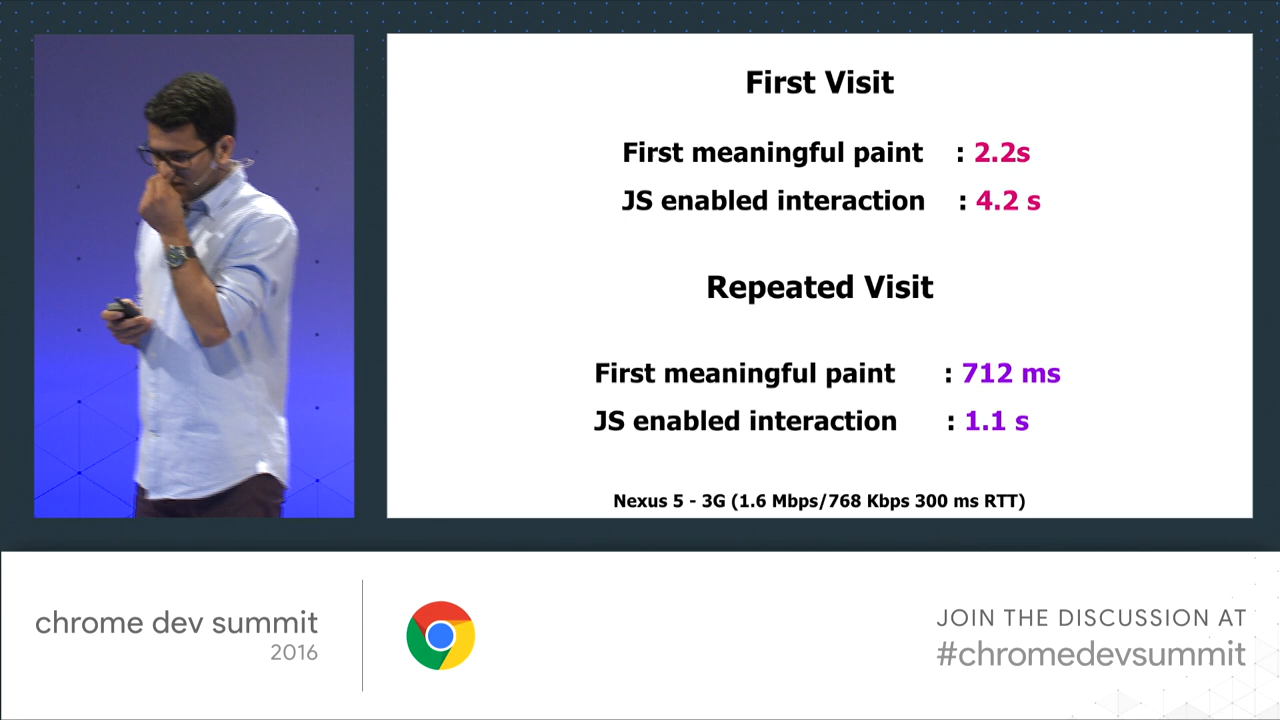 First Visit
First meaningful paint : 2.2s
JS enabled interaction : 4.2 s
Repeated Visit
First meaningful paint : 712 ms
JS enabled interaction : 1.1 s
Nexus 5 - 3G (1.6 Mbps/768 Kbps 300 ms RTT)
chrome dev summit
2016
JOIN THE DISCUSSION AT
#chromedevsummit